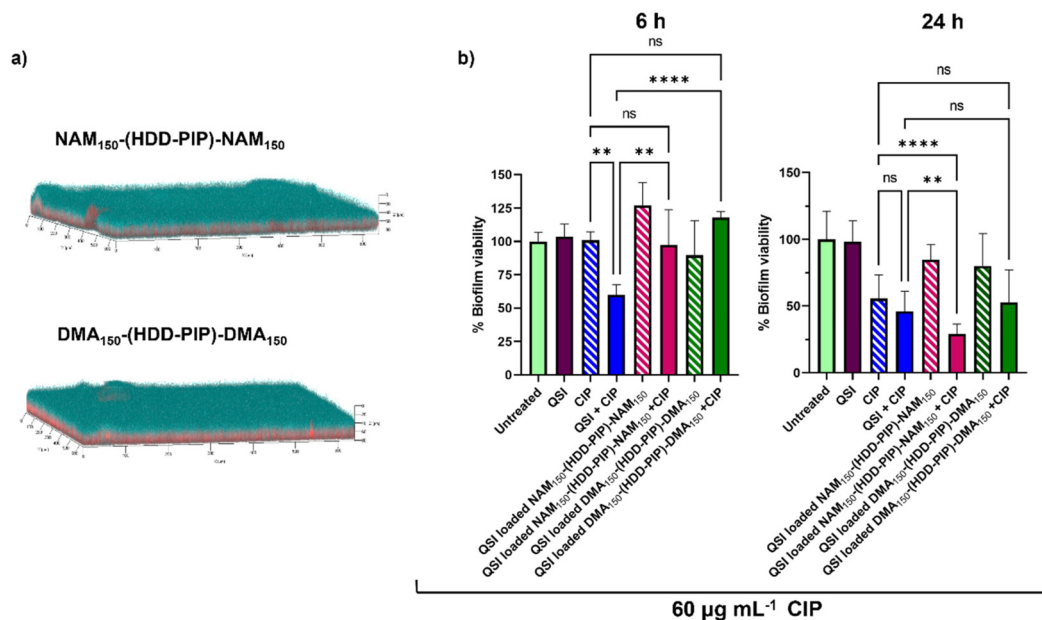 a)
NAM₁₅₀-(HDD-PIP)-NAM₁₅₀
DMA₁₅₀-(HDD-PIP)-DMA₁₅₀
b)
6 h
ns
****
ns
**
**
% Biofilm viability
150
125
100
75
50
25
0
Untreated
QSI
CIP
QSI + CIP
QSI loaded NAM₁₅₀-(HDD-PIP)-NAM₁₅₀
QSI loaded NAM₁₅₀-(HDD-PIP)-NAM₁₅₀ +CIP
QSI loaded DMA₁₅₀-(HDD-PIP)-DMA₁₅₀
QSI loaded DMA₁₅₀-(HDD-PIP)-DMA₁₅₀ +CIP
24 h
ns
ns
****
ns
**
% Biofilm viability
150
100
50
0
Untreated
QSI
CIP
QSI + CIP
QSI loaded NAM₁₅₀-(HDD-PIP)-NAM₁₅₀
QSI loaded NAM₁₅₀-(HDD-PIP)-NAM₁₅₀ + CIP
QSI loaded DMA₁₅₀-(HDD-PIP)-DMA₁₅₀
QSI loaded DMA₁₅₀-(HDD-PIP)-DMA₁₅₀ +CIP
60 µg mL⁻¹ CIP